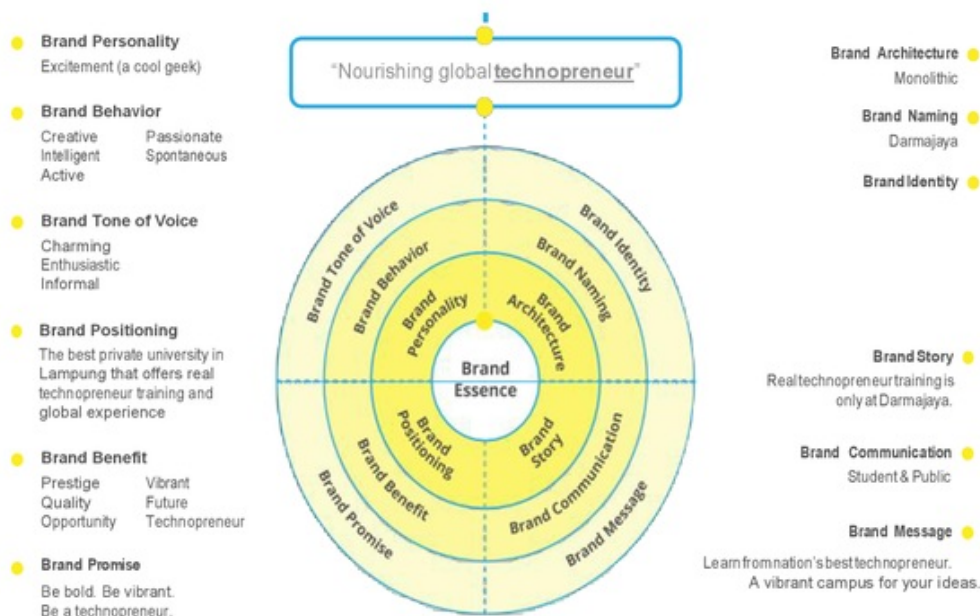 Brand Personality
Excitement (a cool geek)
Brand Behavior
Creative Passionate
Intelligent Spontaneous
Active
Brand Tone of Voice
Charming
Enthusiastic
Informal
Brand Positioning
The best private university in
Lampung that offers real
technopreneur training and
global experience
Brand Benefit
Prestige Vibrant
Quality Future
Opportunity Technopreneur
Brand Promise
Be bold. Be vibrant.
Be a technopreneur.
“Nourishing global technopreneur”
Brand Tone of Voice
Brand Behavior
Brand
Personality
Brand Identity
Brand Naming
Brand
Architecture
Brand
Essence
Brand
Positioning
Brand Benefit
Brand Promise
Brand
Story
Brand Communication
Brand Message
Brand Architecture
Monolithic
Brand Naming
Darmajaya
Brand Identity
Brand Story
Real technopreneur training is
only at Darmajaya.
Brand Communication
Student & Public
Brand Message
Learn from nation's best technopreneur.
A vibrant campus for your ideas.